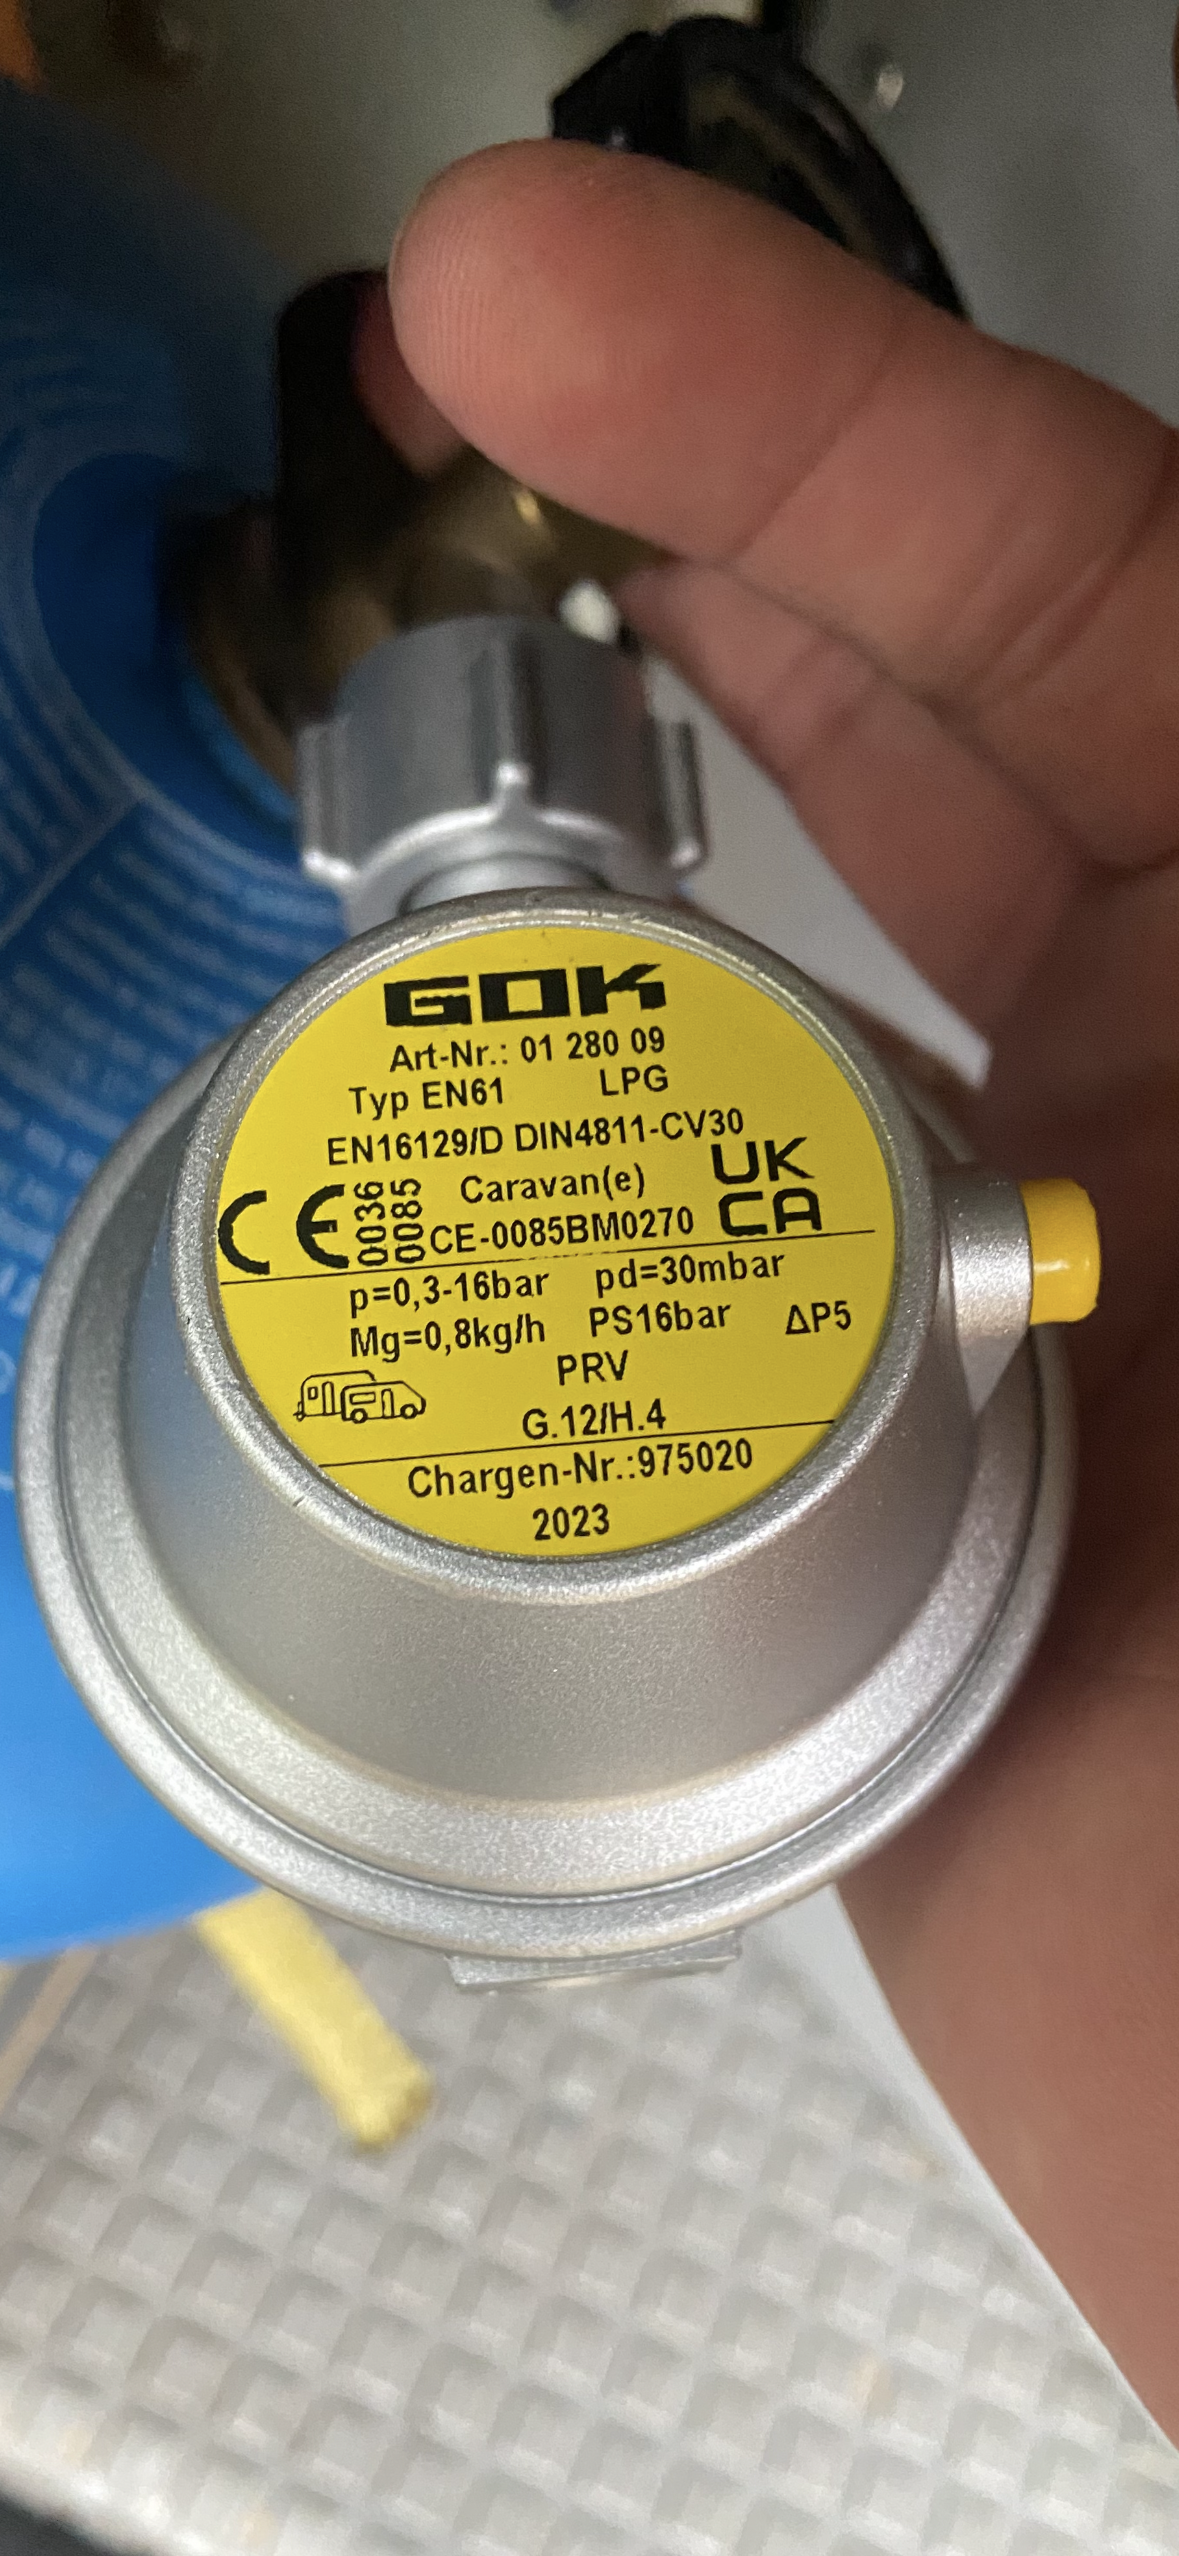 GOK
Art-Nr.: 01 280 09
Typ EN61 LPG
EN16129/D DIN4811-CV30
CE 0036 0085 Caravan(e) UK CA
CE-0085BM0270
p=0,3-16bar pd=30mbar
Mg=0,8kg/h PS16bar ΔP5
PRV
G.12/H.4
Chargen-Nr.:975020
2023